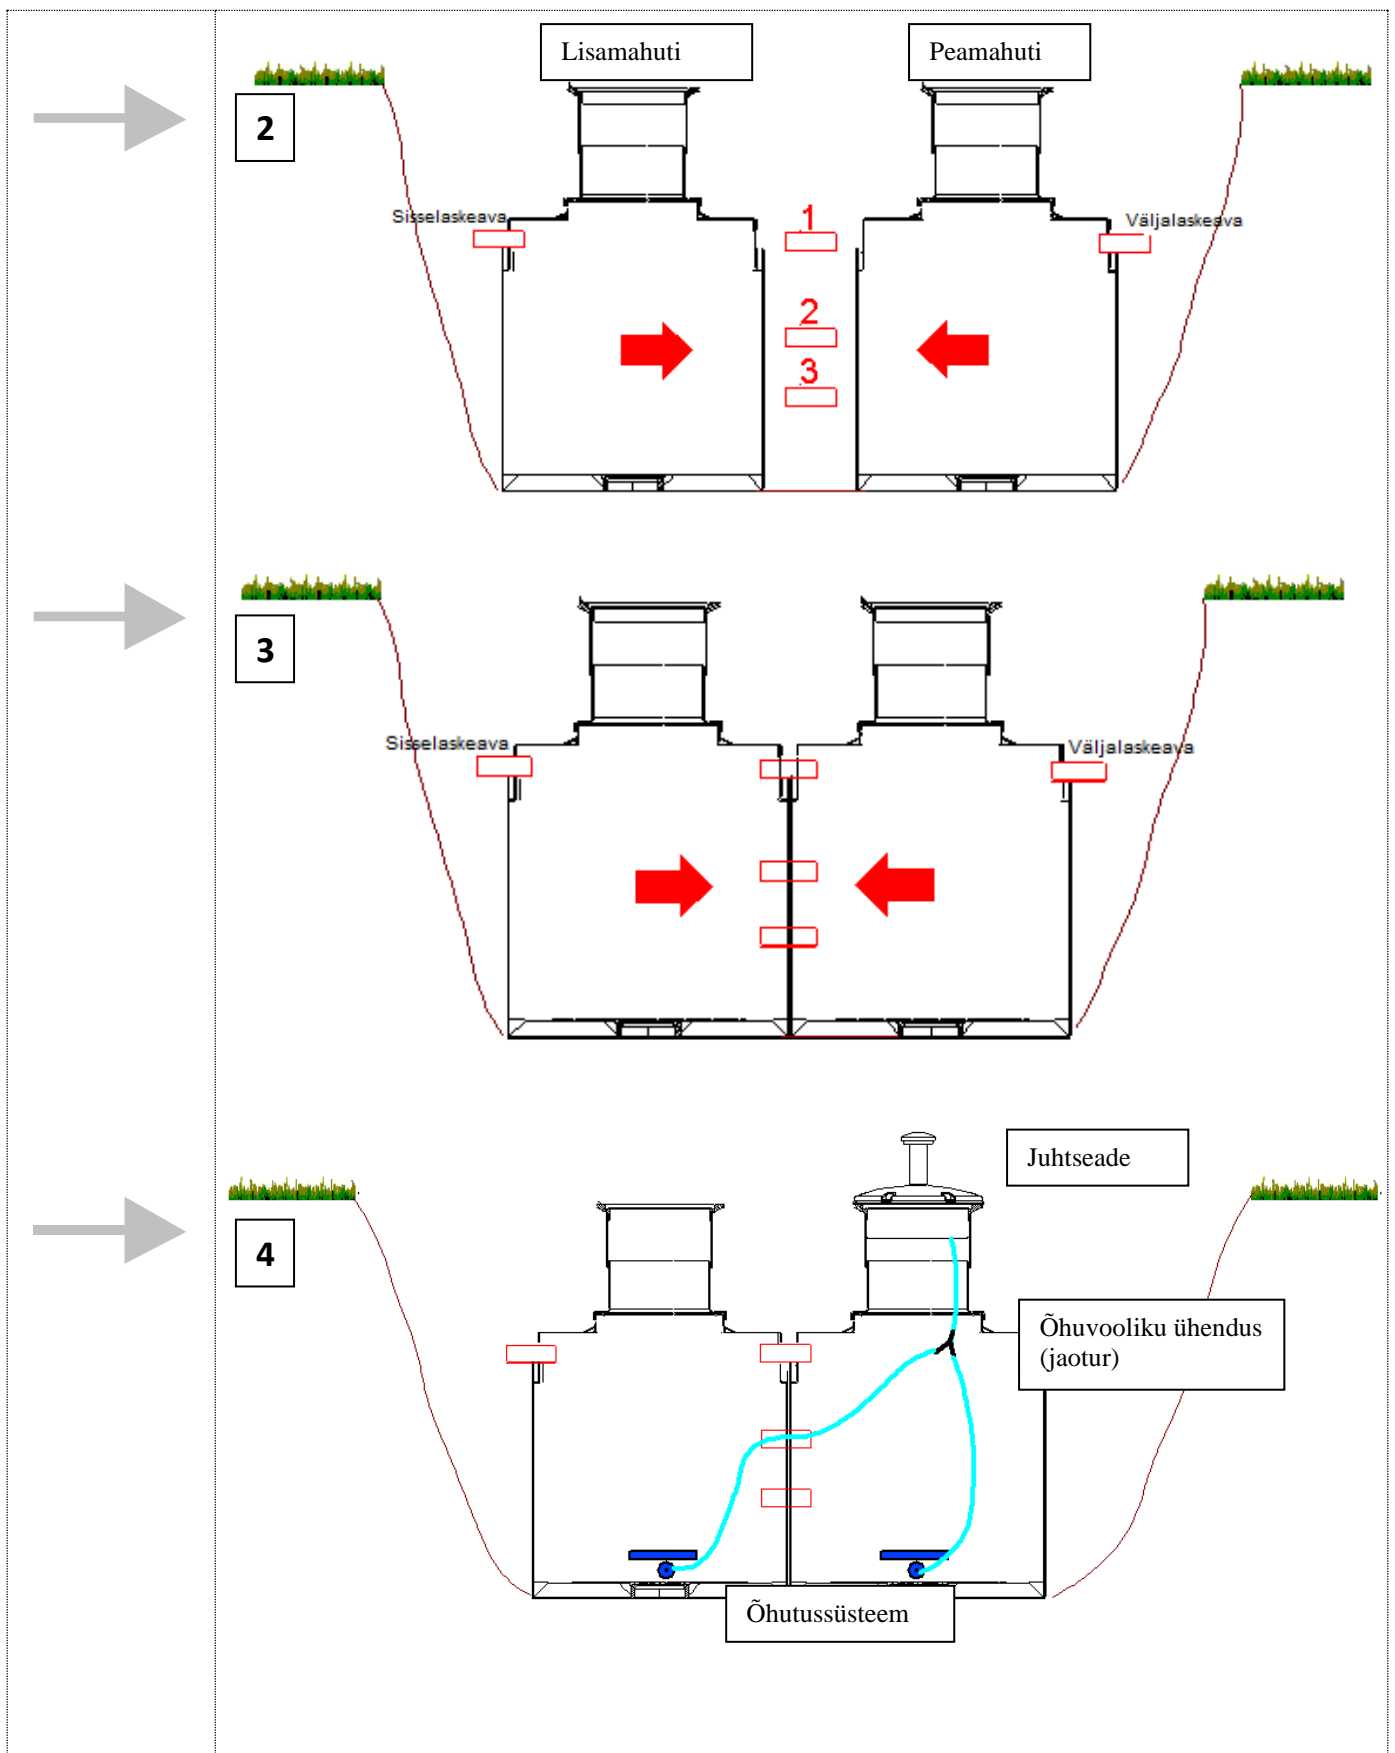 Lisamahuti
Peamahuti
2
Sisselaskeava
1
Väljalaskeava
2
3
3
Sisselaskeava
Väljalaskeava
Juhtseade
4
Õhuvooliku ühendus
(jaotur)
Õhutussüsteem